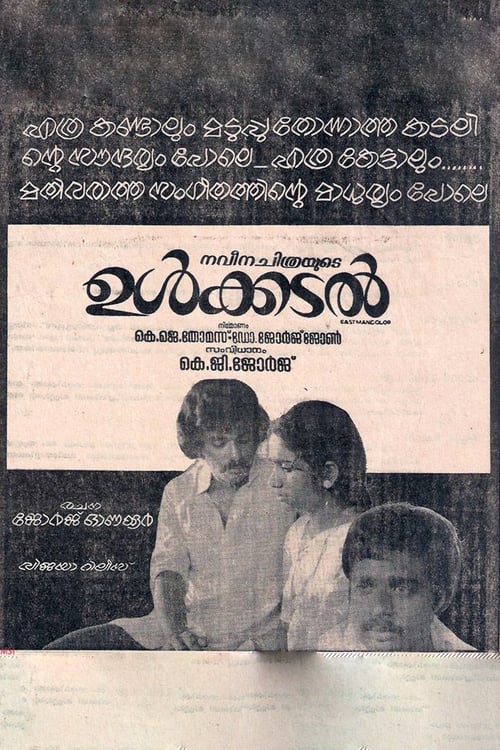 എത്ര കണ്ടാലും മടുപ്പുതോന്നാത്ത കടലി
ന്റെ സൗന്ദര്യം പോലെ_ എത്ര കേട്ടാലും.......
മതിവരാത്ത സംഗീതത്തിന്റെ മാധുര്യം പോലെ
നവീനചിത്രയുടെ
ഉൾക്കടൽ
EASTMANCOLOR
നിർമ്മാണം
കെ.ജെ.തോമസ്-ഡോ.ജോർജ്ജ്ജോൺ
സംവിധാനം
കെ.ജി.ജോർജ്
രചന
ജോർജ് ഓണക്കൂർ
വിജയാ റിലീസ്
MSI